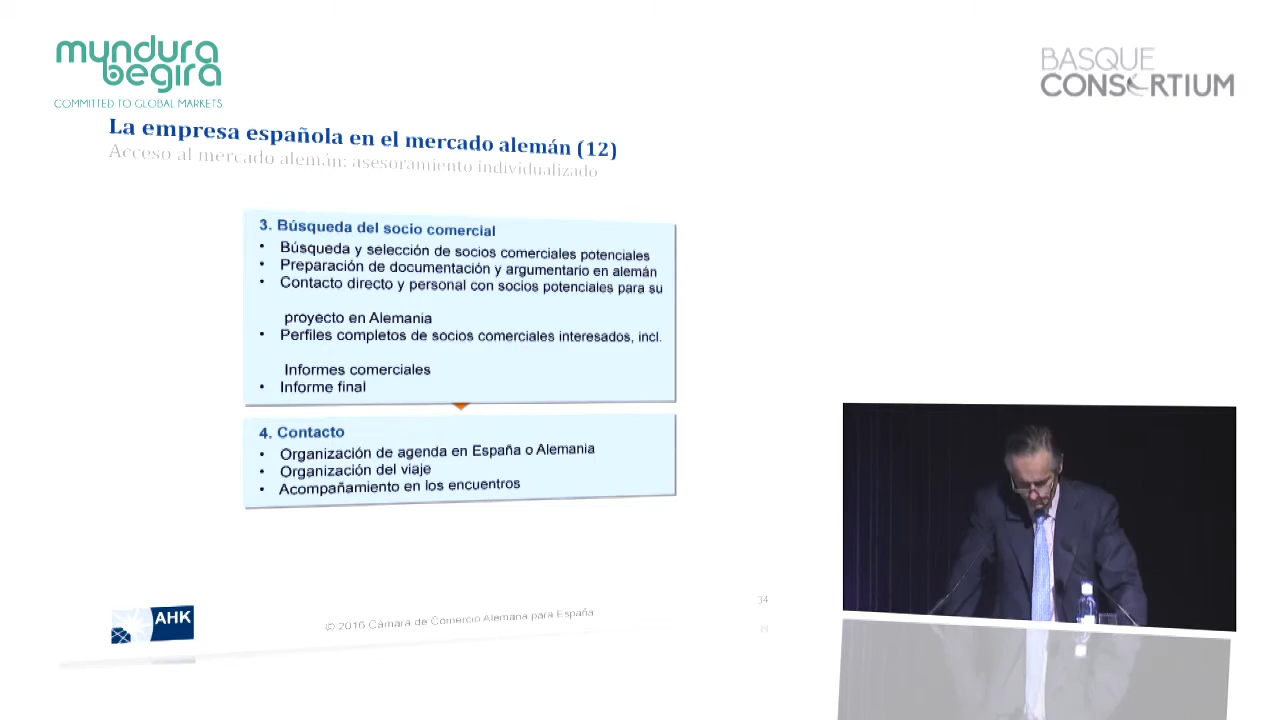 mundura
begira
COMMITTED TO GLOBAL MARKETS
BASQUE
CONSORTIUM
La empresa española en el mercado alemán (12)
Acceso al mercado alemán: asesoramiento individualizado
3. Búsqueda del socio comercial
• Búsqueda y selección de socios comerciales potenciales
• Preparación de documentación y argumentario en alemán
• Contacto directo y personal con socios potenciales para su
proyecto en Alemania
• Perfiles completos de socios comerciales interesados, incl.
Informes comerciales
• Informe final
4. Contacto
• Organización de agenda en España o Alemania
• Organización del viaje
• Acompañamiento en los encuentros
AHK
© 2016 Cámara de Comercio Alemana para España
34